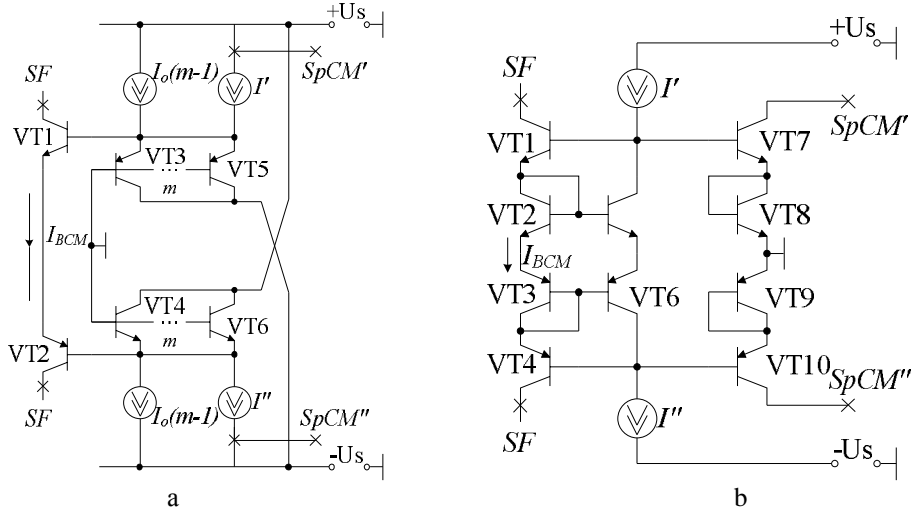 +Us
SF
I₀(m-1)
I′
SpCM′
VT1
VT3
... 
m
VT5
I_BCM
VT4
...
m
VT6
VT2
SF
I₀(m-1)
I″
SpCM″
-Us
a
+Us
SF
I′
SpCM′
VT1
VT7
VT2
VT8
I_BCM
VT3
VT6
VT9
VT4
VT10
SpCM″
SF
I″
-Us
b